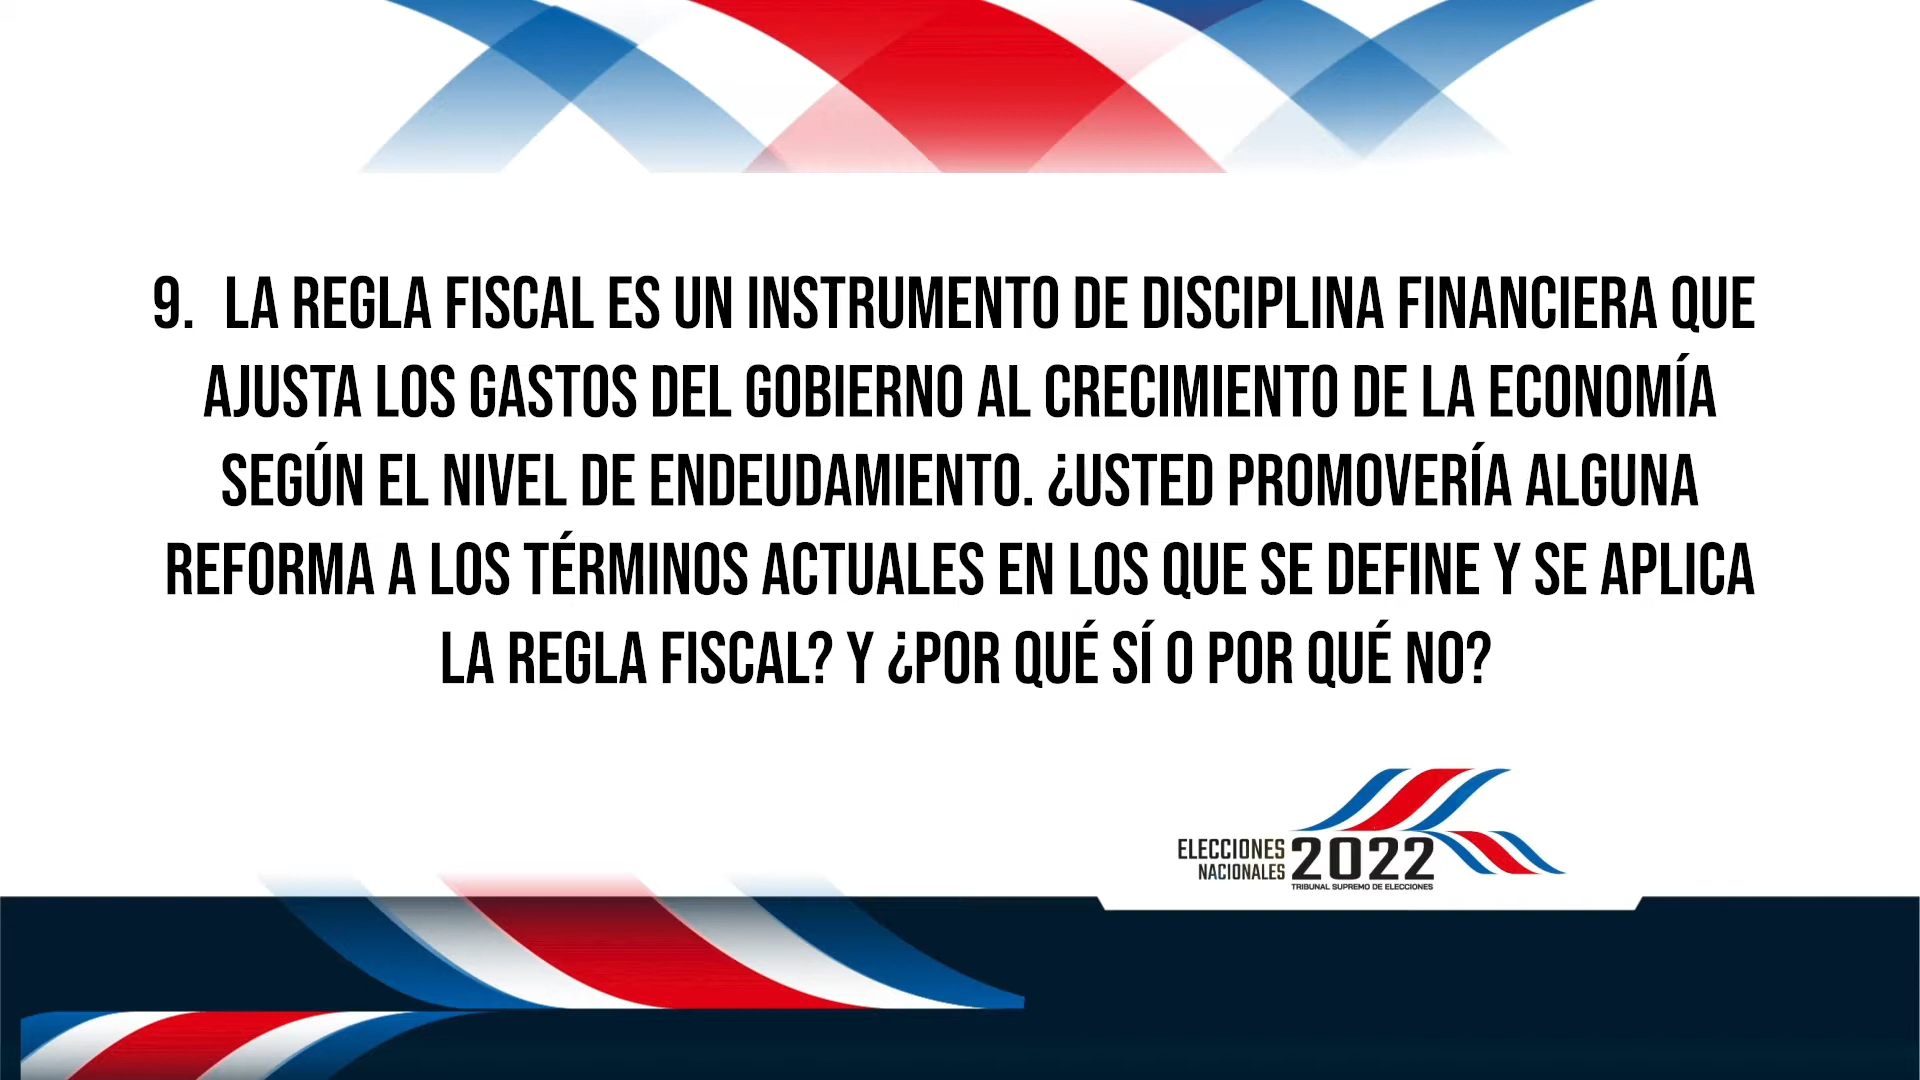 9. LA REGLA FISCAL ES UN INSTRUMENTO DE DISCIPLINA FINANCIERA QUE
AJUSTA LOS GASTOS DEL GOBIERNO AL CRECIMIENTO DE LA ECONOMÍA
SEGÚN EL NIVEL DE ENDEUDAMIENTO. ¿USTED PROMOVERÍA ALGUNA
REFORMA A LOS TÉRMINOS ACTUALES EN LOS QUE SE DEFINE Y SE APLICA
LA REGLA FISCAL? Y ¿POR QUÉ SÍ O POR QUÉ NO?
ELECCIONES
NACIONALES
2022
TRIBUNAL SUPREMO DE ELECCIONES